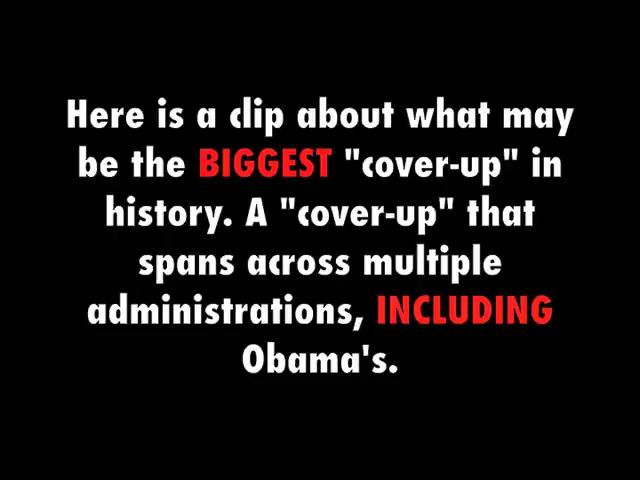 Here is a clip about what may
be the BIGGEST "cover-up" in
history. A "cover-up" that
spans across multiple
administrations, INCLUDING
Obama's.